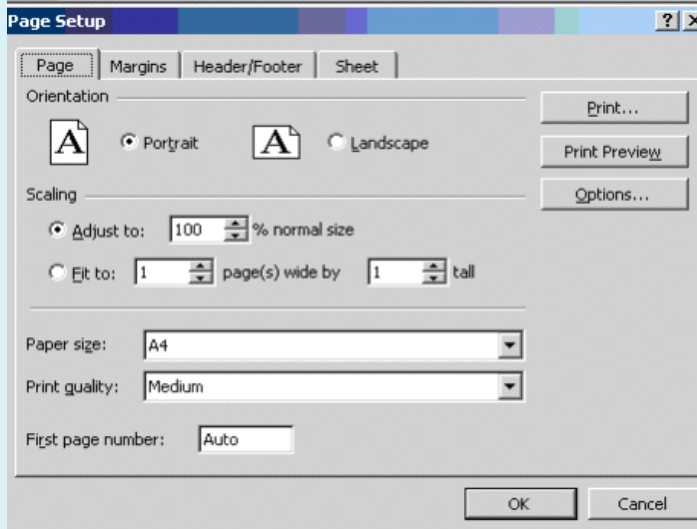 Page Setup
Page Margins Header/Footer Sheet
Orientation
A Portrait A Landscape
Print...
Print Preview
Options...
Scaling
Adjust to: 100 % normal size
Fit to: 1 page(s) wide by 1 tall
Paper size: A4
Print quality: Medium
First page number: Auto
OK Cancel